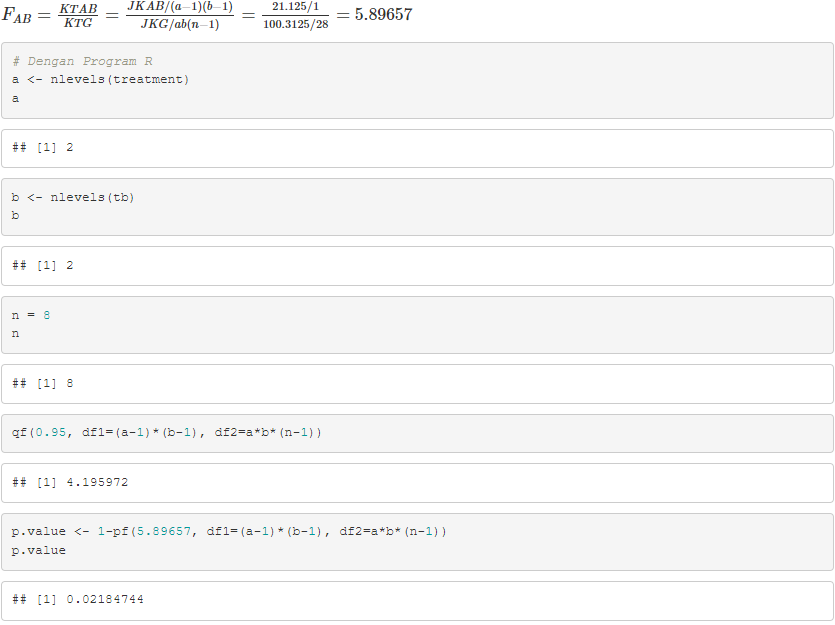 F_{AB} = \frac{KTAB}{KTG} = \frac{JKAB/(a-1)(b-1)}{JKG/ab(n-1)} = \frac{21.125/1}{100.3125/28} = 5.89657
# Dengan Program R
a <- nlevels(treatment)
a
## [1] 2
b <- nlevels(tb)
b
## [1] 2
n = 8
n
## [1] 8
qf(0.95, df1=(a-1)*(b-1), df2=a*b*(n-1))
## [1] 4.195972
p.value <- 1-pf(5.89657, df1=(a-1)*(b-1), df2=a*b*(n-1))
p.value
## [1] 0.02184744